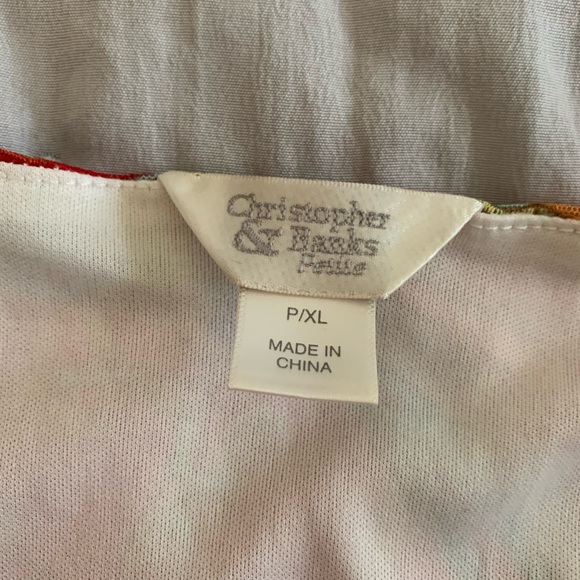 Christopher
& Banks
Petite
P/XL
MADE IN
CHINA